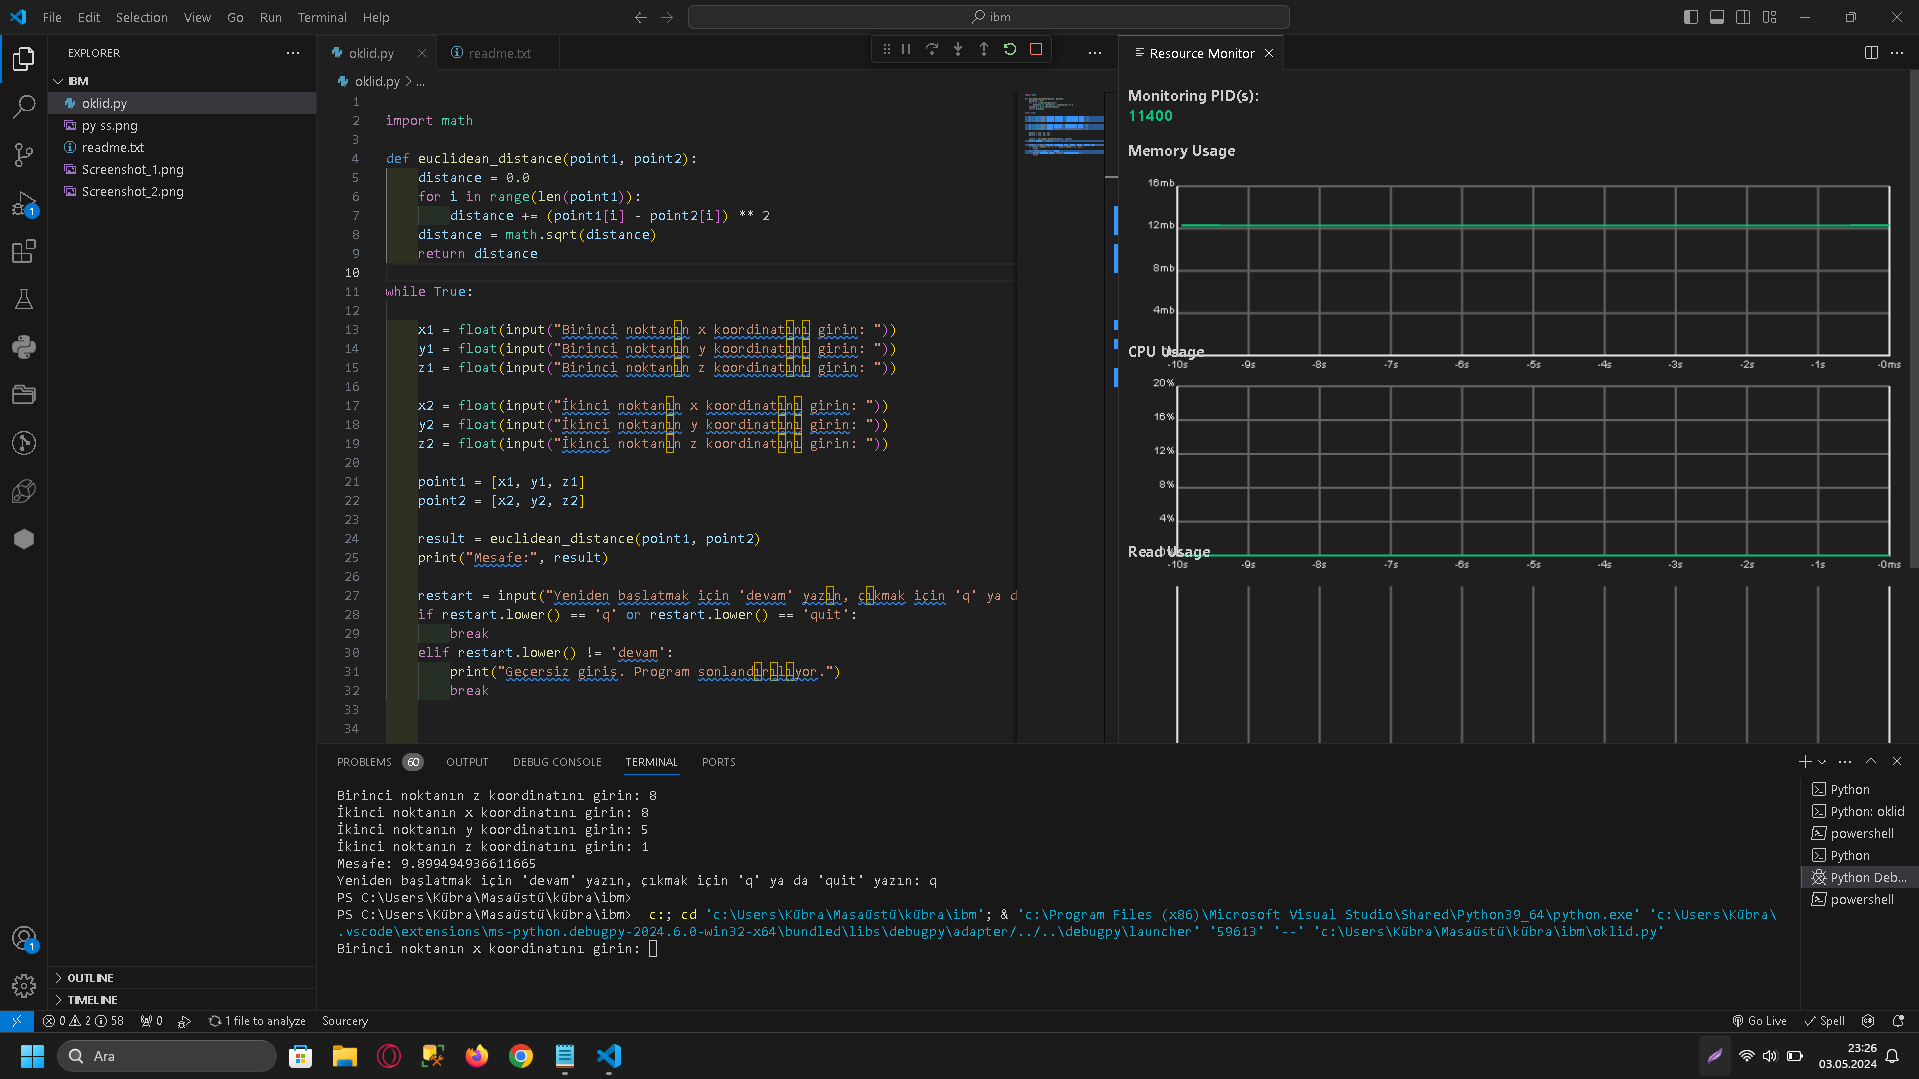 File Edit Selection View Go Run Terminal Help
ibm
EXPLORER
IBM
oklid.py
py ss.png
readme.txt
Screenshot_1.png
Screenshot_2.png
1
1
OUTLINE
TIMELINE
oklid.py
readme.txt
oklid.py > ...
1
2 import math
3
4 def euclidean_distance(point1, point2):
5 distance = 0.0
6 for i in range(len(point1)):
7 distance += (point1[i] - point2[i]) ** 2
8 distance = math.sqrt(distance)
9 return distance
10
11 while True:
12
13 x1 = float(input("Birinci noktanın x koordinatını girin: "))
14 y1 = float(input("Birinci noktanın y koordinatını girin: "))
15 z1 = float(input("Birinci noktanın z koordinatını girin: "))
16
17 x2 = float(input("İkinci noktanın x koordinatını girin: "))
18 y2 = float(input("İkinci noktanın y koordinatını girin: "))
19 z2 = float(input("İkinci noktanın z koordinatını girin: "))
20
21 point1 = [x1, y1, z1]
22 point2 = [x2, y2, z2]
23
24 result = euclidean_distance(point1, point2)
25 print("Mesafe:", result)
26
27 restart = input("Yeniden başlatmak için 'devam' yazın, çıkmak için 'q' ya d
28 if restart.lower() == 'q' or restart.lower() == 'quit':
29 break
30 elif restart.lower() != 'devam':
31 print("Geçersiz giriş. Program sonlandırılıyor.")
32 break
33
34
Resource Monitor
Monitoring PID(s):
11400
Memory Usage
16mb
12mb
8mb
4mb
-10s -9s -8s -7s -6s -5s -4s -3s -2s -1s -0ms
CPU Usage
20%
16%
12%
8%
4%
-10s -9s -8s -7s -6s -5s -4s -3s -2s -1s -0ms
Read Usage
PROBLEMS 60 OUTPUT DEBUG CONSOLE TERMINAL PORTS
Birinci noktanın z koordinatını girin: 8
İkinci noktanın x koordinatını girin: 8
İkinci noktanın y koordinatını girin: 5
İkinci noktanın z koordinatını girin: 1
Mesafe: 9.899494936611665
Yeniden başlatmak için 'devam' yazın, çıkmak için 'q' ya da 'quit' yazın: q
PS C:\Users\Kübra\Masaüstü\kübra\ibm>
PS C:\Users\Kübra\Masaüstü\kübra\ibm> c:; cd 'c:\Users\Kübra\Masaüstü\kübra\ibm'; & 'c:\Program Files (x86)\Microsoft Visual Studio\Shared\Python39_64\python.exe' 'c:\Users\Kübra\
.vscode\extensions\ms-python.debugpy-2024.6.0-win32-x64\bundled\libs\debugpy\adapter/../..\debugpy\launcher' '59613' '--' 'c:\Users\Kübra\Masaüstü\kübra\ibm\oklid.py'
Birinci noktanın x koordinatını girin:
Python
Python: oklid
powershell
Python
Python Deb...
powershell
0 2 58 0 1 file to analyze Sourcery
Go Live Spell
Ara
23:26
03.05.2024